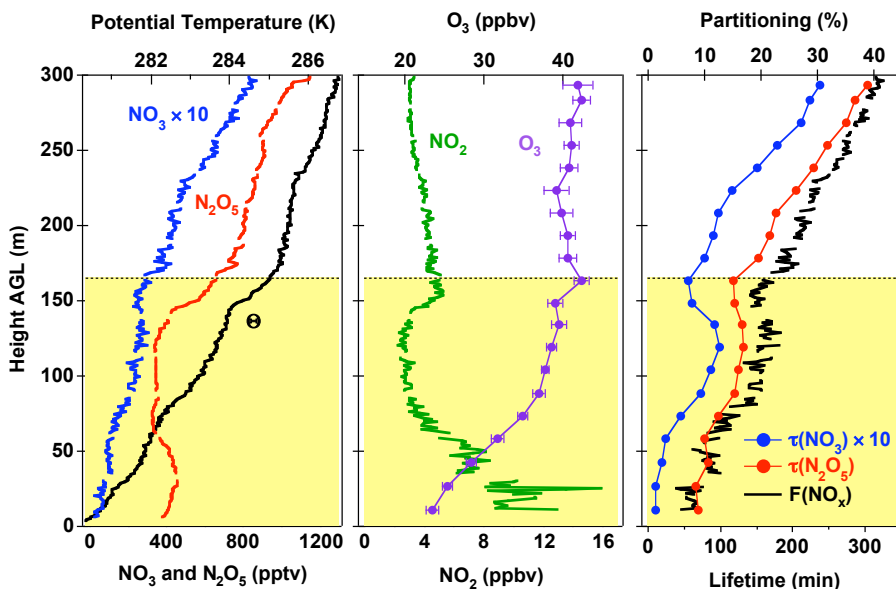 Potential Temperature (K)
282 284 286
O3 (ppbv)
20 30 40
Partitioning (%)
0 10 20 30 40
Height AGL (m)
300
250
200
150
100
50
0
NO3 × 10
N2O5
Θ
NO2
O3
τ(NO3) × 10
τ(N2O5)
F(NOx)
0 400 800 1200
NO3 and N2O5 (pptv)
0 4 8 12 16
NO2 (ppbv)
0 100 200 300
Lifetime (min)